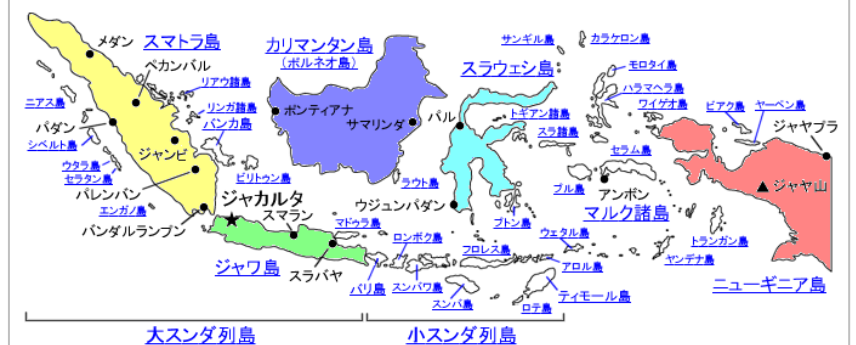 メダン
スマトラ島
カリマンタン島
(ボルネオ島)
サンギル島
カラケロン島
ペカンバル
スラウェシ島
モロタイ島
リアウ諸島
ハラマヘラ島
ニアス島
リンガ諸島
ワイゲオ島
ビアク島
ヤーペン島
ポンティアナ
パダン
バンカ島
サマリンダ
パル
トギアン諸島
ジャヤプラ
シベルト島
ジャンビ
スラ諸島
セラム島
ウタラ島
セラタン島
ビリトゥン島
ラウト島
ブル島
ジャヤ山
パレンバン
ジャカルタ
アンボン
エンガノ島
スマラン
マドゥラ島
ウジュンパダン
ブトン島
マルク諸島
バンダルランプン
ロンボク島
フロレス島
ウェタル島
トランガン島
ジャワ島
スラバヤ
ヤンデナ島
バリ島
スンバワ島
アロル島
ニューギニア島
スンバ島
ティモール島
ロテ島
大スンダ列島
小スンダ列島